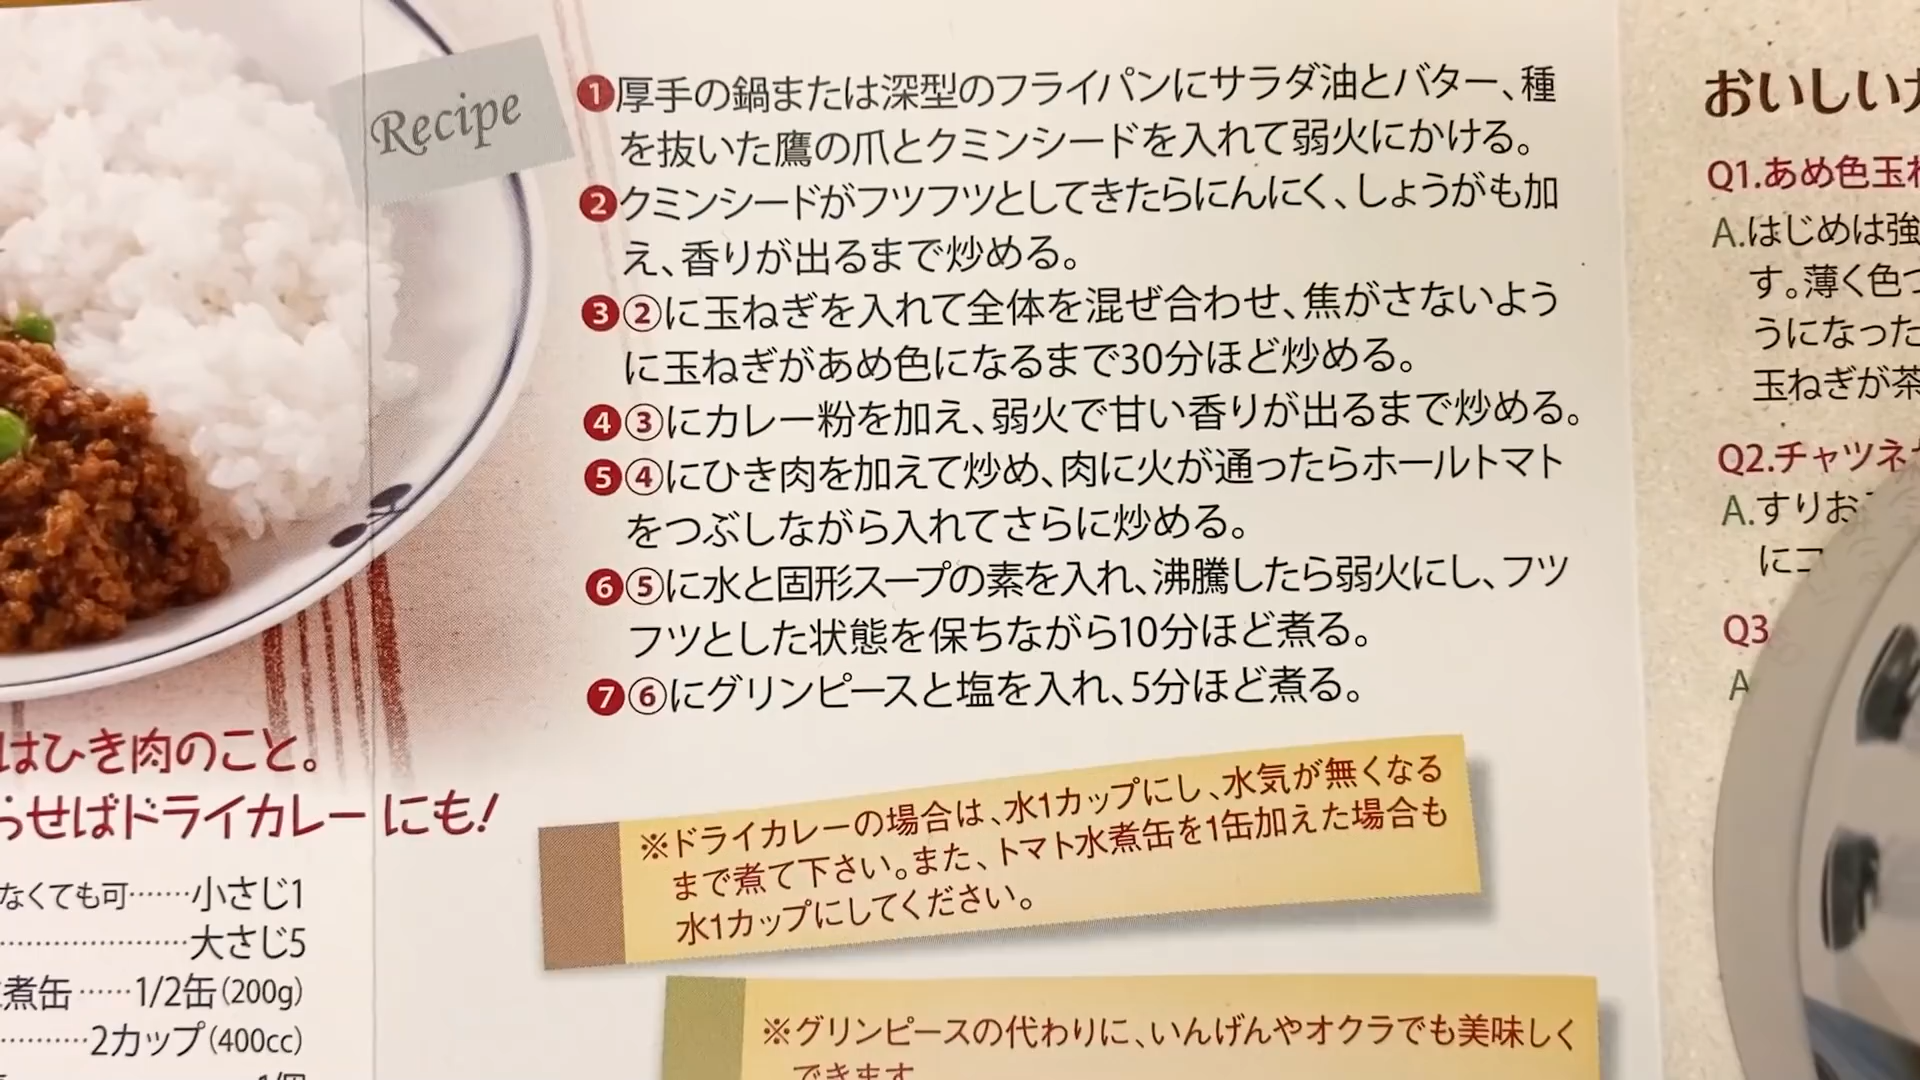 Recipe
❶厚手の鍋または深型のフライパンにサラダ油とバター、種
を抜いた鷹の爪とクミンシードを入れて弱火にかける。
❷クミンシードがフツフツとしてきたらにんにく、しょうがも加
え、香りが出るまで炒める。
❸②に玉ねぎを入れて全体を混ぜ合わせ、焦がさないよう
に玉ねぎがあめ色になるまで30分ほど炒める。
❹③にカレー粉を加え、弱火で甘い香りが出るまで炒める。
❺④にひき肉を加えて炒め、肉に火が通ったらホールトマト
をつぶしながら入れてさらに炒める。
❻⑤に水と固形スープの素を入れ、沸騰したら弱火にし、フツ
フツとした状態を保ちながら10分ほど煮る。
❼⑥にグリンピースと塩を入れ、5分ほど煮る。
※ドライカレーの場合は、水1カップにし、水気が無くなる
まで煮て下さい。また、トマト水煮缶を1缶加えた場合も
水1カップにしてください。
※グリンピースの代わりに、いんげんやオクラでも美味しく
できます
はひき肉のこと。
らせばドライカレーにも!
なくても可……小さじ1
……大さじ5
煮缶……1/2缶(200g)
……2カップ(400cc)
1個
おいしい
Q1.あめ色玉ね
A.はじめは強
す。薄く色づ
うになった
玉ねぎが茶
Q2.チャツネ
A.すりお
にコ
Q3
A